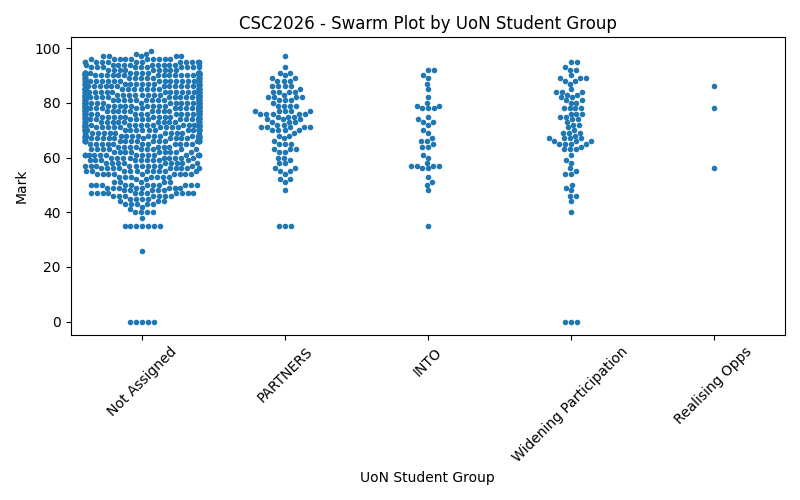 CSC2026 - Swarm Plot by UoN Student Group
100
80
60
40
20
0
Mark
Not Assigned
PARTNERS
INTO
Widening Participation
Realising Opps
UoN Student Group